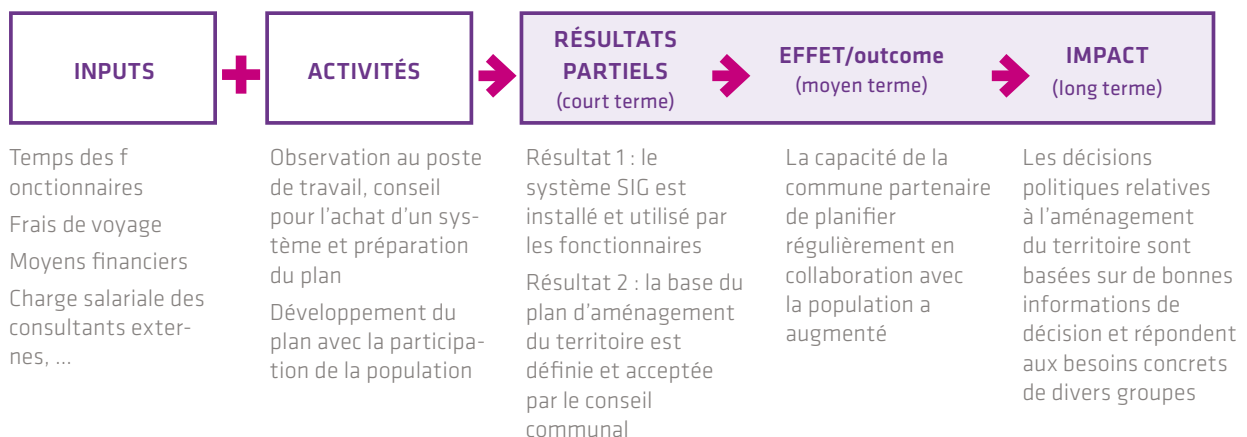 INPUTS
ACTIVITÉS
RÉSULTATS
PARTIELS
(court terme)
EFFET/outcome
(moyen terme)
IMPACT
(long terme)
Temps des f
onctionnaires
Frais de voyage
Moyens financiers
Charge salariale des
consultants exter-
nes, ...
Observation au poste
de travail, conseil
pour l'achat d'un sys-
tème et préparation
du plan
Développement du
plan avec la participa-
tion de la population
Résultat 1 : le
système SIG est
installé et utilisé par
les fonctionnaires
Résultat 2 : la base du
plan d'aménagement
du territoire est
définie et acceptée
par le conseil
communal
La capacité de la
commune partenaire
de planifier
régulièrement en
collaboration avec
la population a
augmenté
Les décisions
politiques relatives
à l'aménagement
du territoire sont
basées sur de bonnes
informations de
décision et répondent
aux besoins concrets
de divers groupes